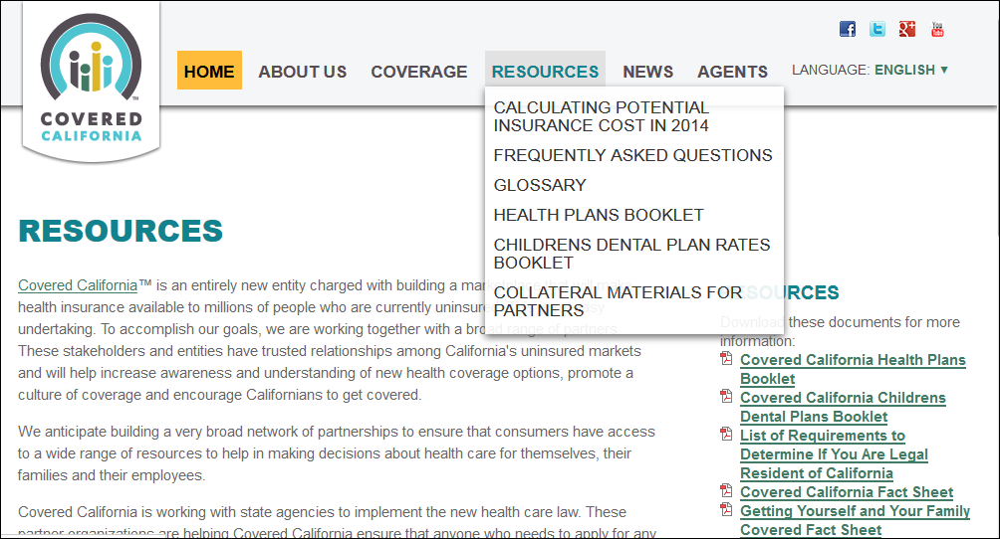 COVERED
CALIFORNIA
TM
HOME
ABOUT US
COVERAGE
RESOURCES
NEWS
AGENTS
LANGUAGE: ENGLISH ▼
You
Tube
CALCULATING POTENTIAL
INSURANCE COST IN 2014
FREQUENTLY ASKED QUESTIONS
GLOSSARY
HEALTH PLANS BOOKLET
CHILDRENS DENTAL PLAN RATES
BOOKLET
COLLATERAL MATERIALS FOR
PARTNERS
RESOURCES
Covered California™ is an entirely new entity charged with building a
health insurance available to millions of people who are currently
undertaking. To accomplish our goals, we are working together with a broad range of partners.
These stakeholders and entities have trusted relationships among California's uninsured markets
and will help increase awareness and understanding of new health coverage options, promote a
culture of coverage and encourage Californians to get covered.
We anticipate building a very broad network of partnerships to ensure that consumers have access
to a wide range of resources to help in making decisions about health care for themselves, their
families and their employees.
Covered California is working with state agencies to implement the new health care law. These
partner organizations are helping Covered California ensure that anyone who needs to apply for any
RESOURCES
Download these documents for more
information:
Covered California Health Plans
Booklet
Covered California Childrens
Dental Plans Booklet
List of Requirements to
Determine If You Are Legal
Resident of California
Covered California Fact Sheet
Getting Yourself and Your Family
Covered Fact Sheet